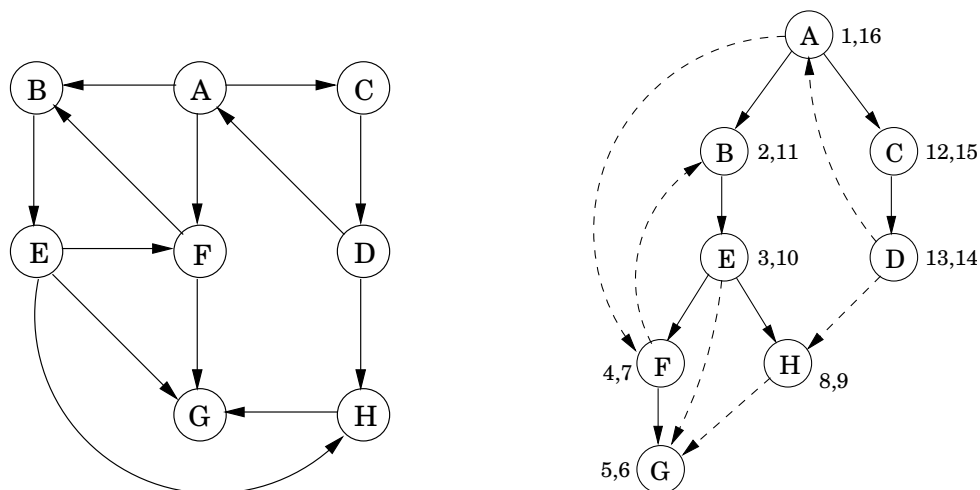 B A C
E F D
G H
A 1,16
B 2,11 C 12,15
E 3,10 D 13,14
4,7 F H 8,9
5,6 G